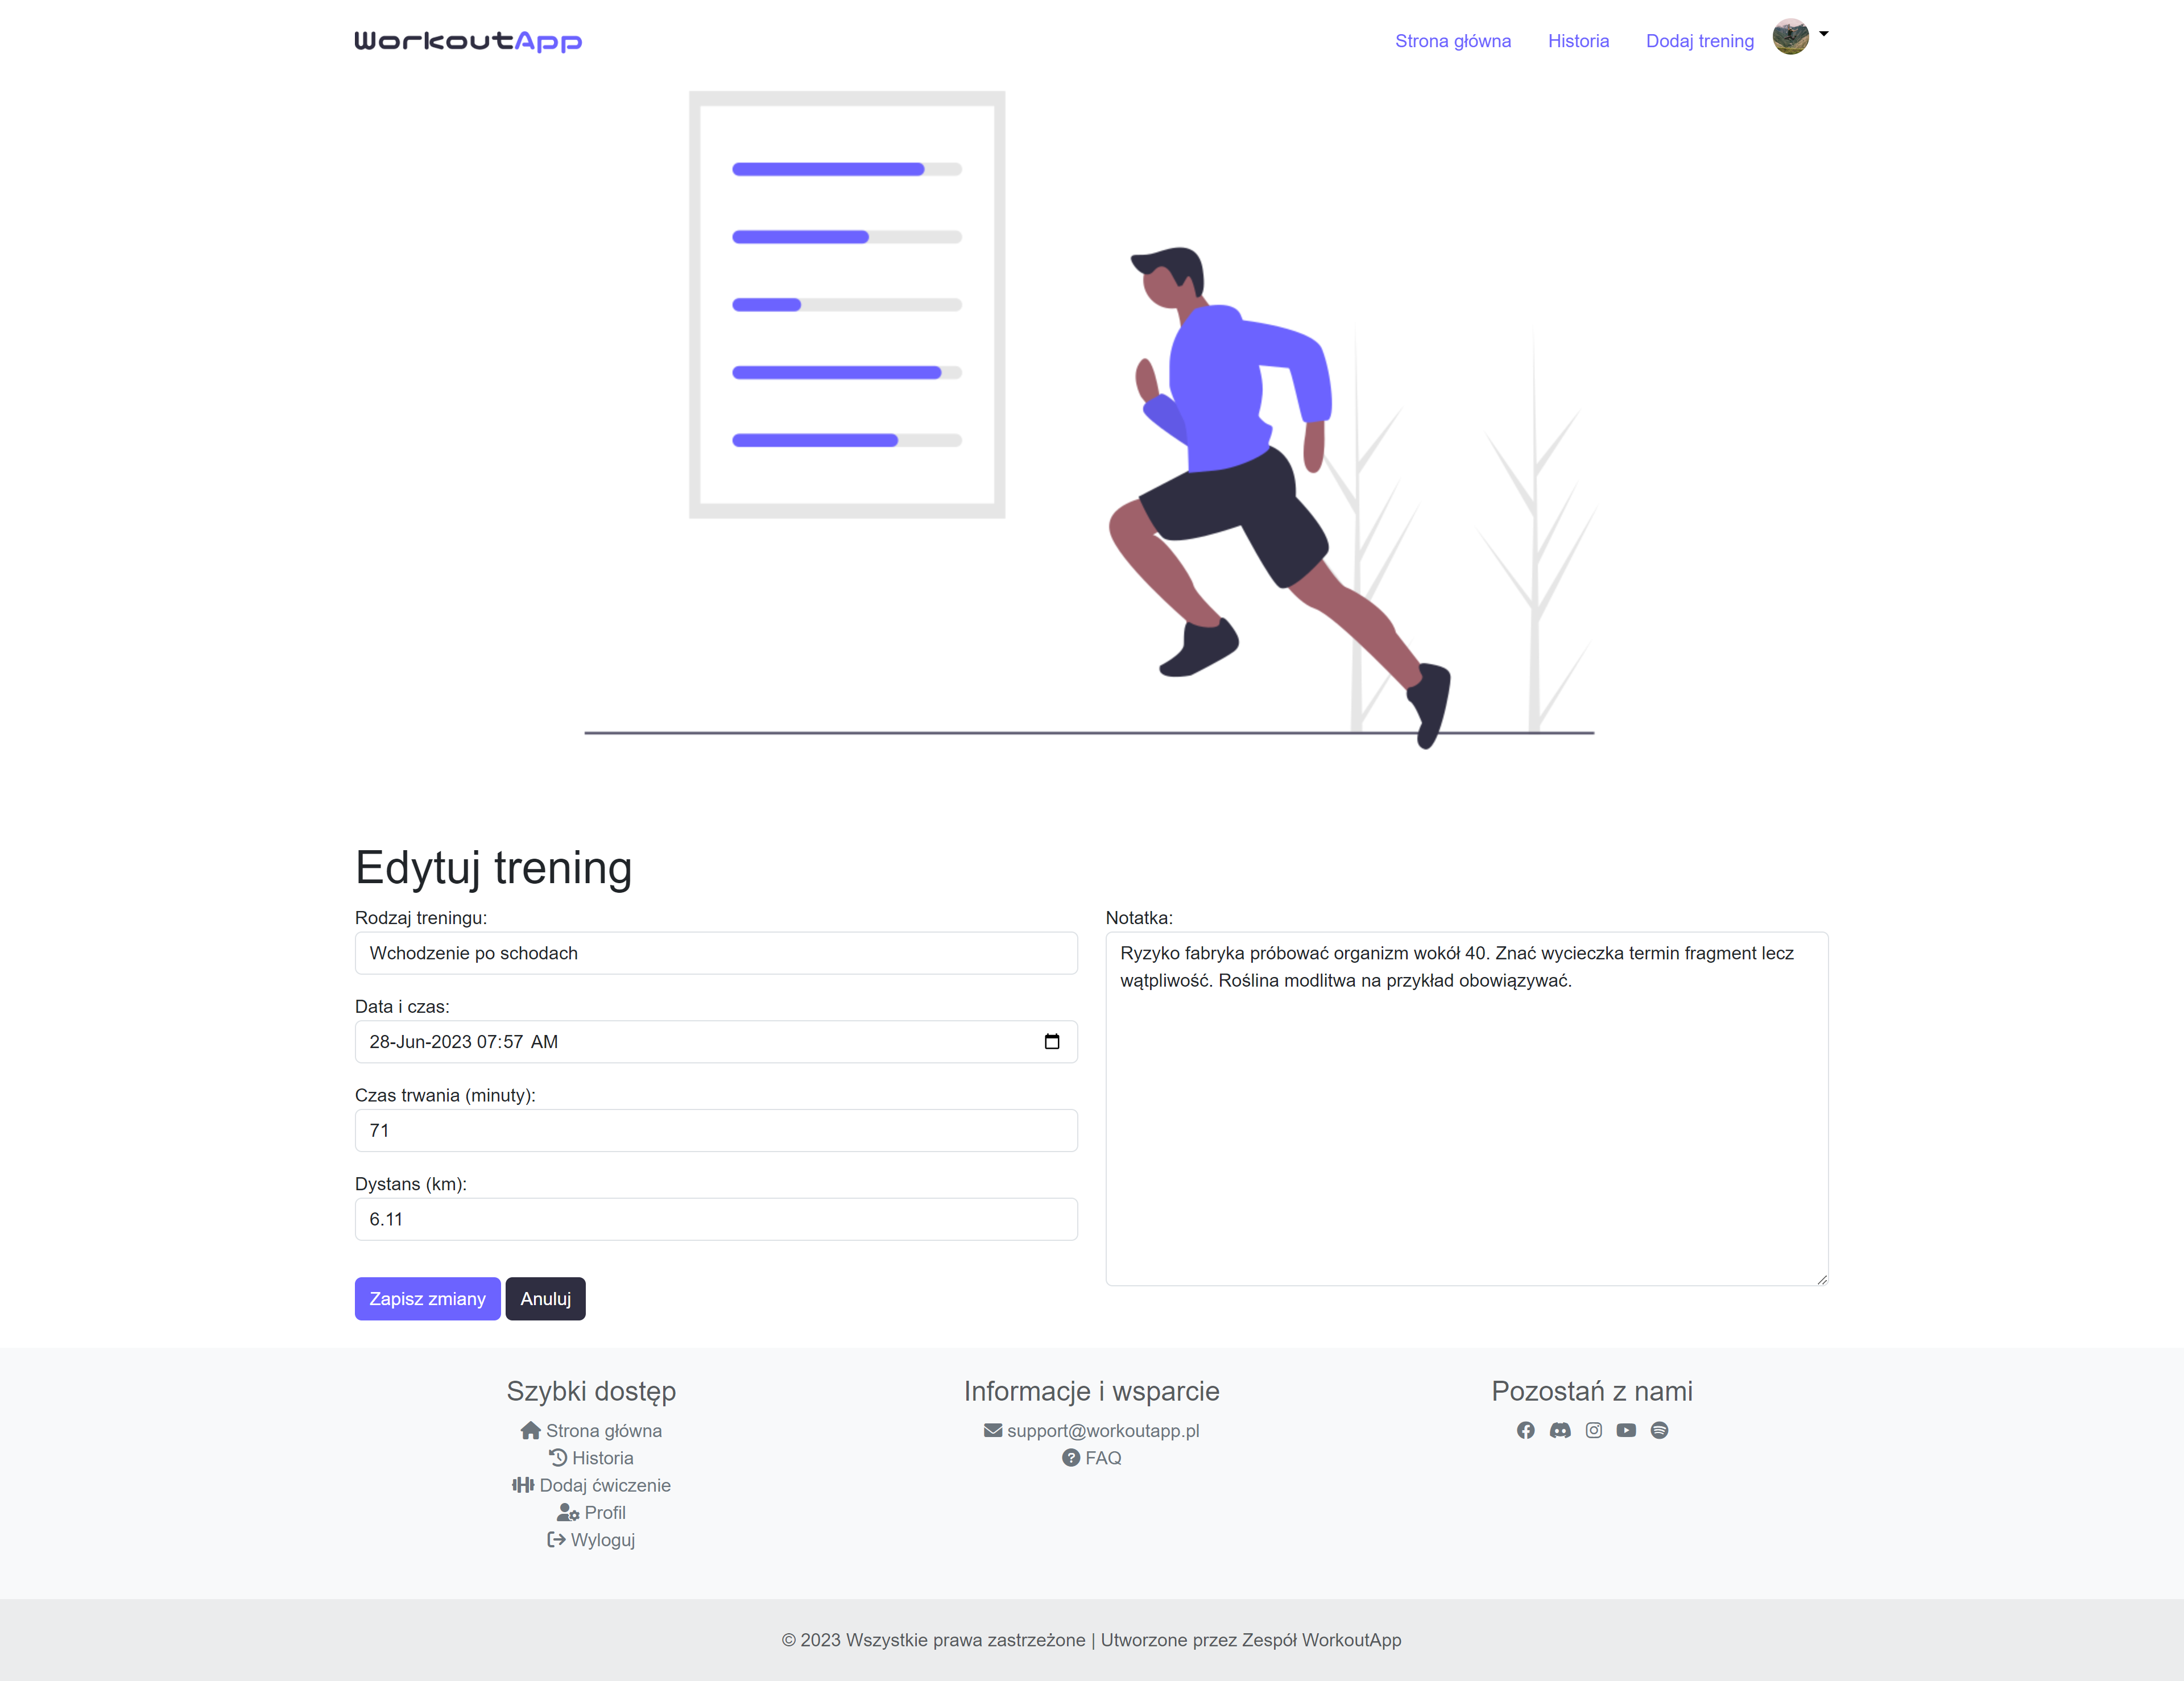 WorkoutApp
Strona główna
Historia
Dodaj trening
Edytuj trening
Rodzaj treningu:
Wchodzenie po schodach
Data i czas:
28-Jun-2023 07:57 AM
Czas trwania (minuty):
71
Dystans (km):
6.11
Notatka:
Ryzyko fabryka próbować organizm wokół 40. Znać wycieczka termin fragment lecz
wątpliwość. Roślina modlitwa na przykład obowiązywać.
Zapisz zmiany
Anuluj
Szybki dostęp
Strona główna
Historia
Dodaj ćwiczenie
Profil
Wyloguj
Informacje i wsparcie
support@workoutapp.pl
FAQ
Pozostań z nami
© 2023 Wszystkie prawa zastrzeżone | Utworzone przez Zespół WorkoutApp